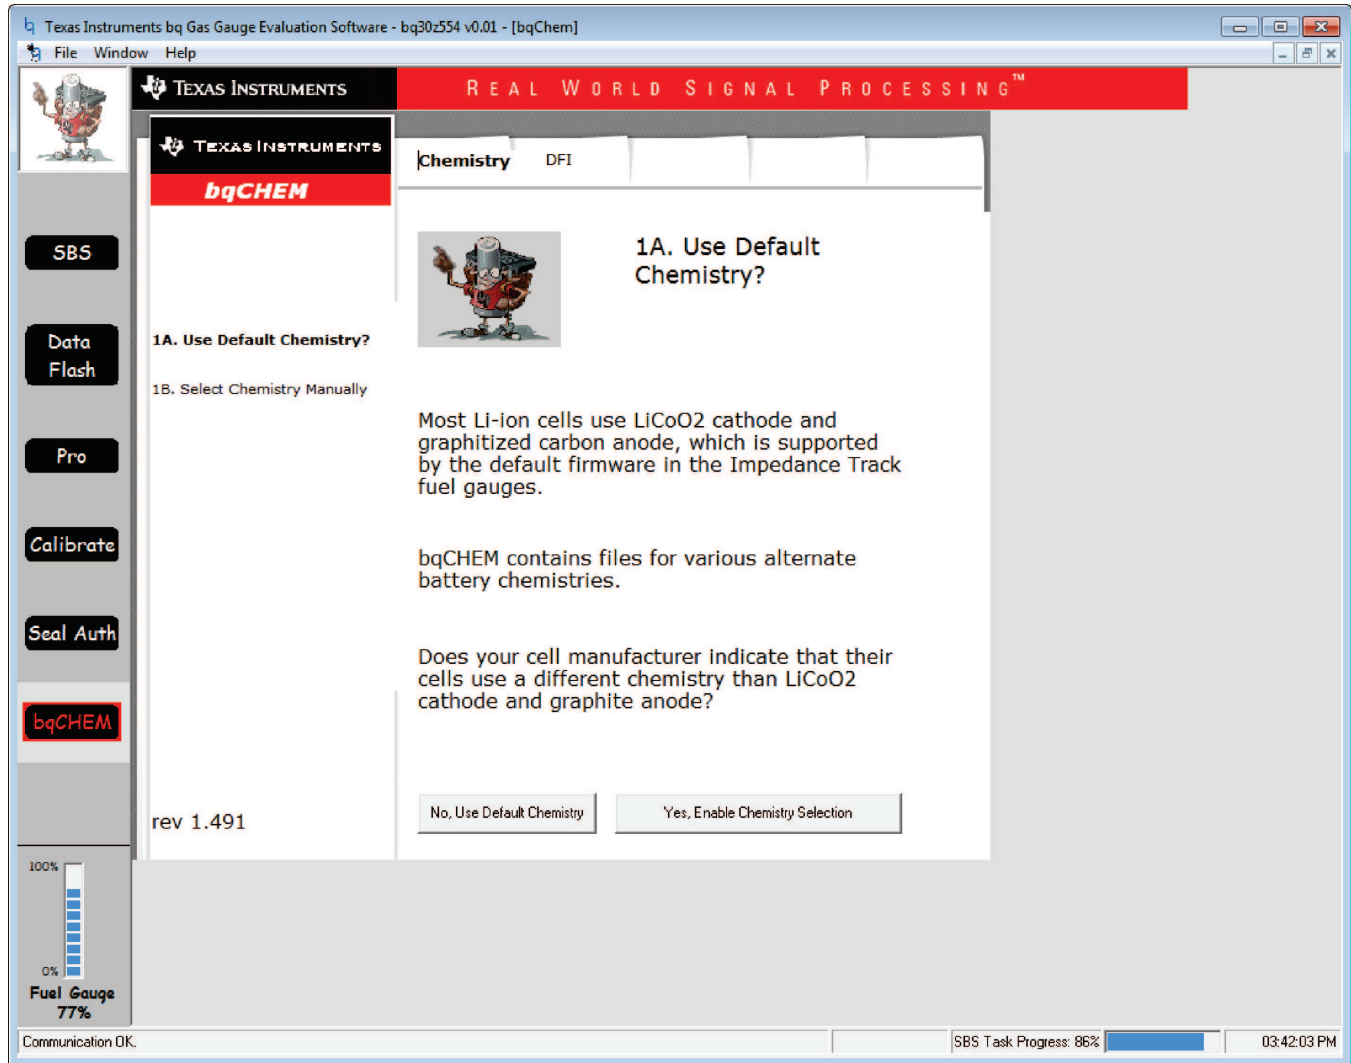 Texas Instruments bq Gas Gauge Evaluation Software - bq30z554 v0.01 - [bqChem]
File Window Help
TEXAS INSTRUMENTS
REAL WORLD SIGNAL PROCESSING™
TEXAS INSTRUMENTS
bqCHEM
Chemistry DFI
SBS
Data
Flash
Pro
Calibrate
Seal Auth
bqCHEM
1A. Use Default Chemistry?
1B. Select Chemistry Manually
rev 1.491
1A. Use Default
Chemistry?
Most Li-ion cells use LiCoO2 cathode and
graphitized carbon anode, which is supported
by the default firmware in the Impedance Track
fuel gauges.
bqCHEM contains files for various alternate
battery chemistries.
Does your cell manufacturer indicate that their
cells use a different chemistry than LiCoO2
cathode and graphite anode?
No, Use Default Chemistry
Yes, Enable Chemistry Selection
100%
0%
Fuel Gauge
77%
Communication OK.
SBS Task Progress: 86%
03:42:03 PM